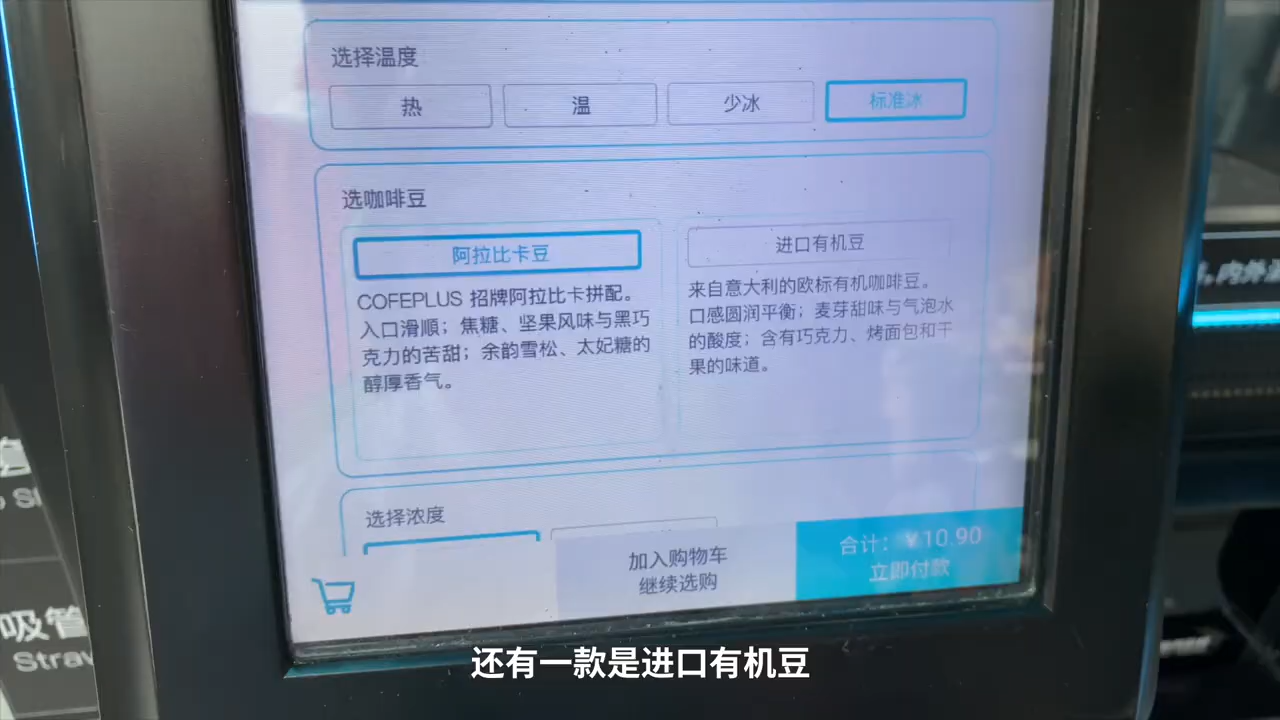 选择温度
热
温
少冰
标准冰
选咖啡豆
阿拉比卡豆
进口有机豆
COFEPLUS 招牌阿拉比卡拼配。
入口滑顺；焦糖、坚果风味与黑巧
克力的苦甜；余韵雪松、太妃糖的
醇厚香气。
来自意大利的欧标有机咖啡豆。
口感圆润平衡；麦芽甜味与气泡水
的酸度；含有巧克力、烤面包和干
果的味道。
选择浓度
加入购物车
继续选购
合计：￥10.90
立即付款
吸管
还有一款是进口有机豆